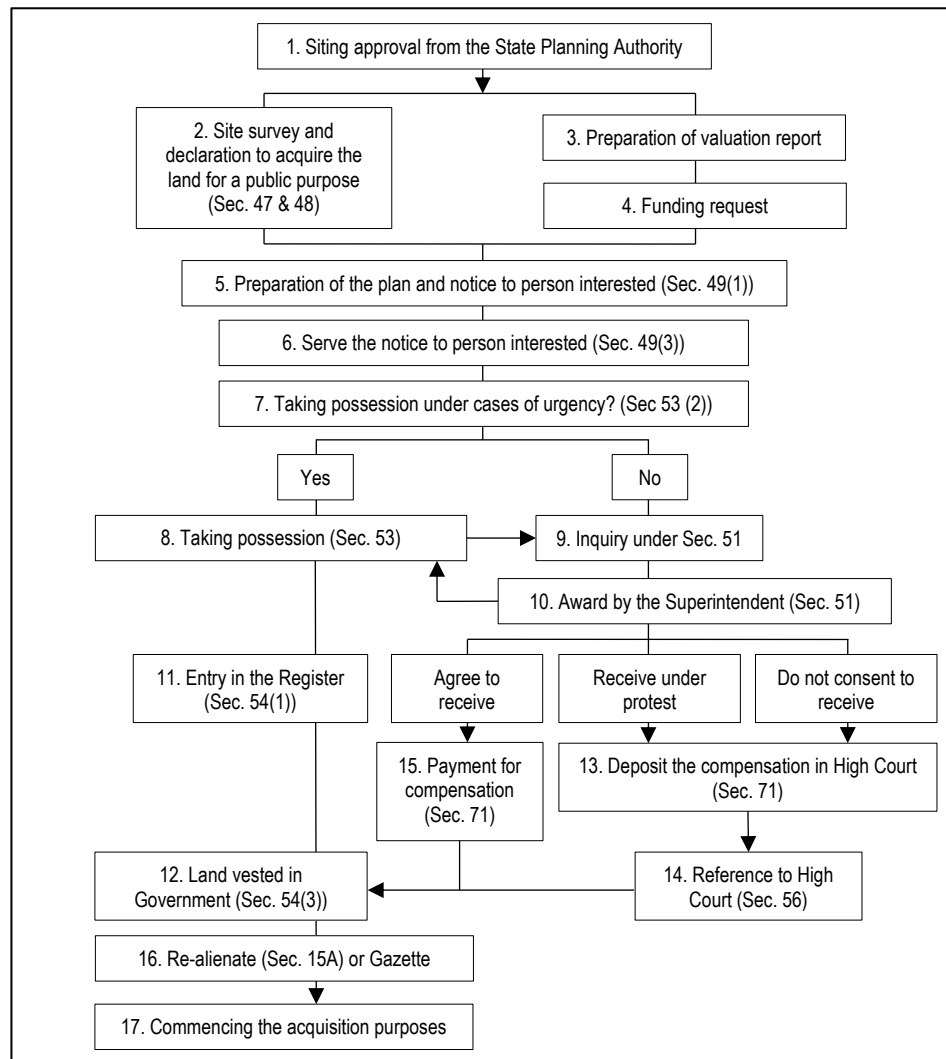 1. Siting approval from the State Planning Authority
2. Site survey and
declaration to acquire the
land for a public purpose
(Sec. 47 & 48)
3. Preparation of valuation report
4. Funding request
5. Preparation of the plan and notice to person interested (Sec. 49(1))
6. Serve the notice to person interested (Sec. 49(3))
7. Taking possession under cases of urgency? (Sec 53 (2))
Yes
No
8. Taking possession (Sec. 53)
9. Inquiry under Sec. 51
10. Award by the Superintendent (Sec. 51)
11. Entry in the Register
(Sec. 54(1))
Agree to
receive
Receive under
protest
Do not consent to
receive
15. Payment for
compensation
(Sec. 71)
13. Deposit the compensation in High Court
(Sec. 71)
12. Land vested in
Government (Sec. 54(3))
14. Reference to High
Court (Sec. 56)
16. Re-alienate (Sec. 15A) or Gazette
17. Commencing the acquisition purposes